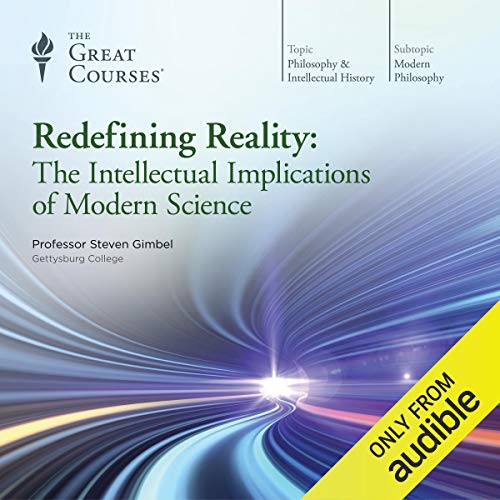 THE
GREAT
COURSES®
Topic
Philosophy &
Intellectual History
Subtopic
Modern
Philosophy
Redefining Reality:
The Intellectual Implications
of Modern Science
Professor Steven Gimbel
Gettysburg College
ONLY FROM
audible